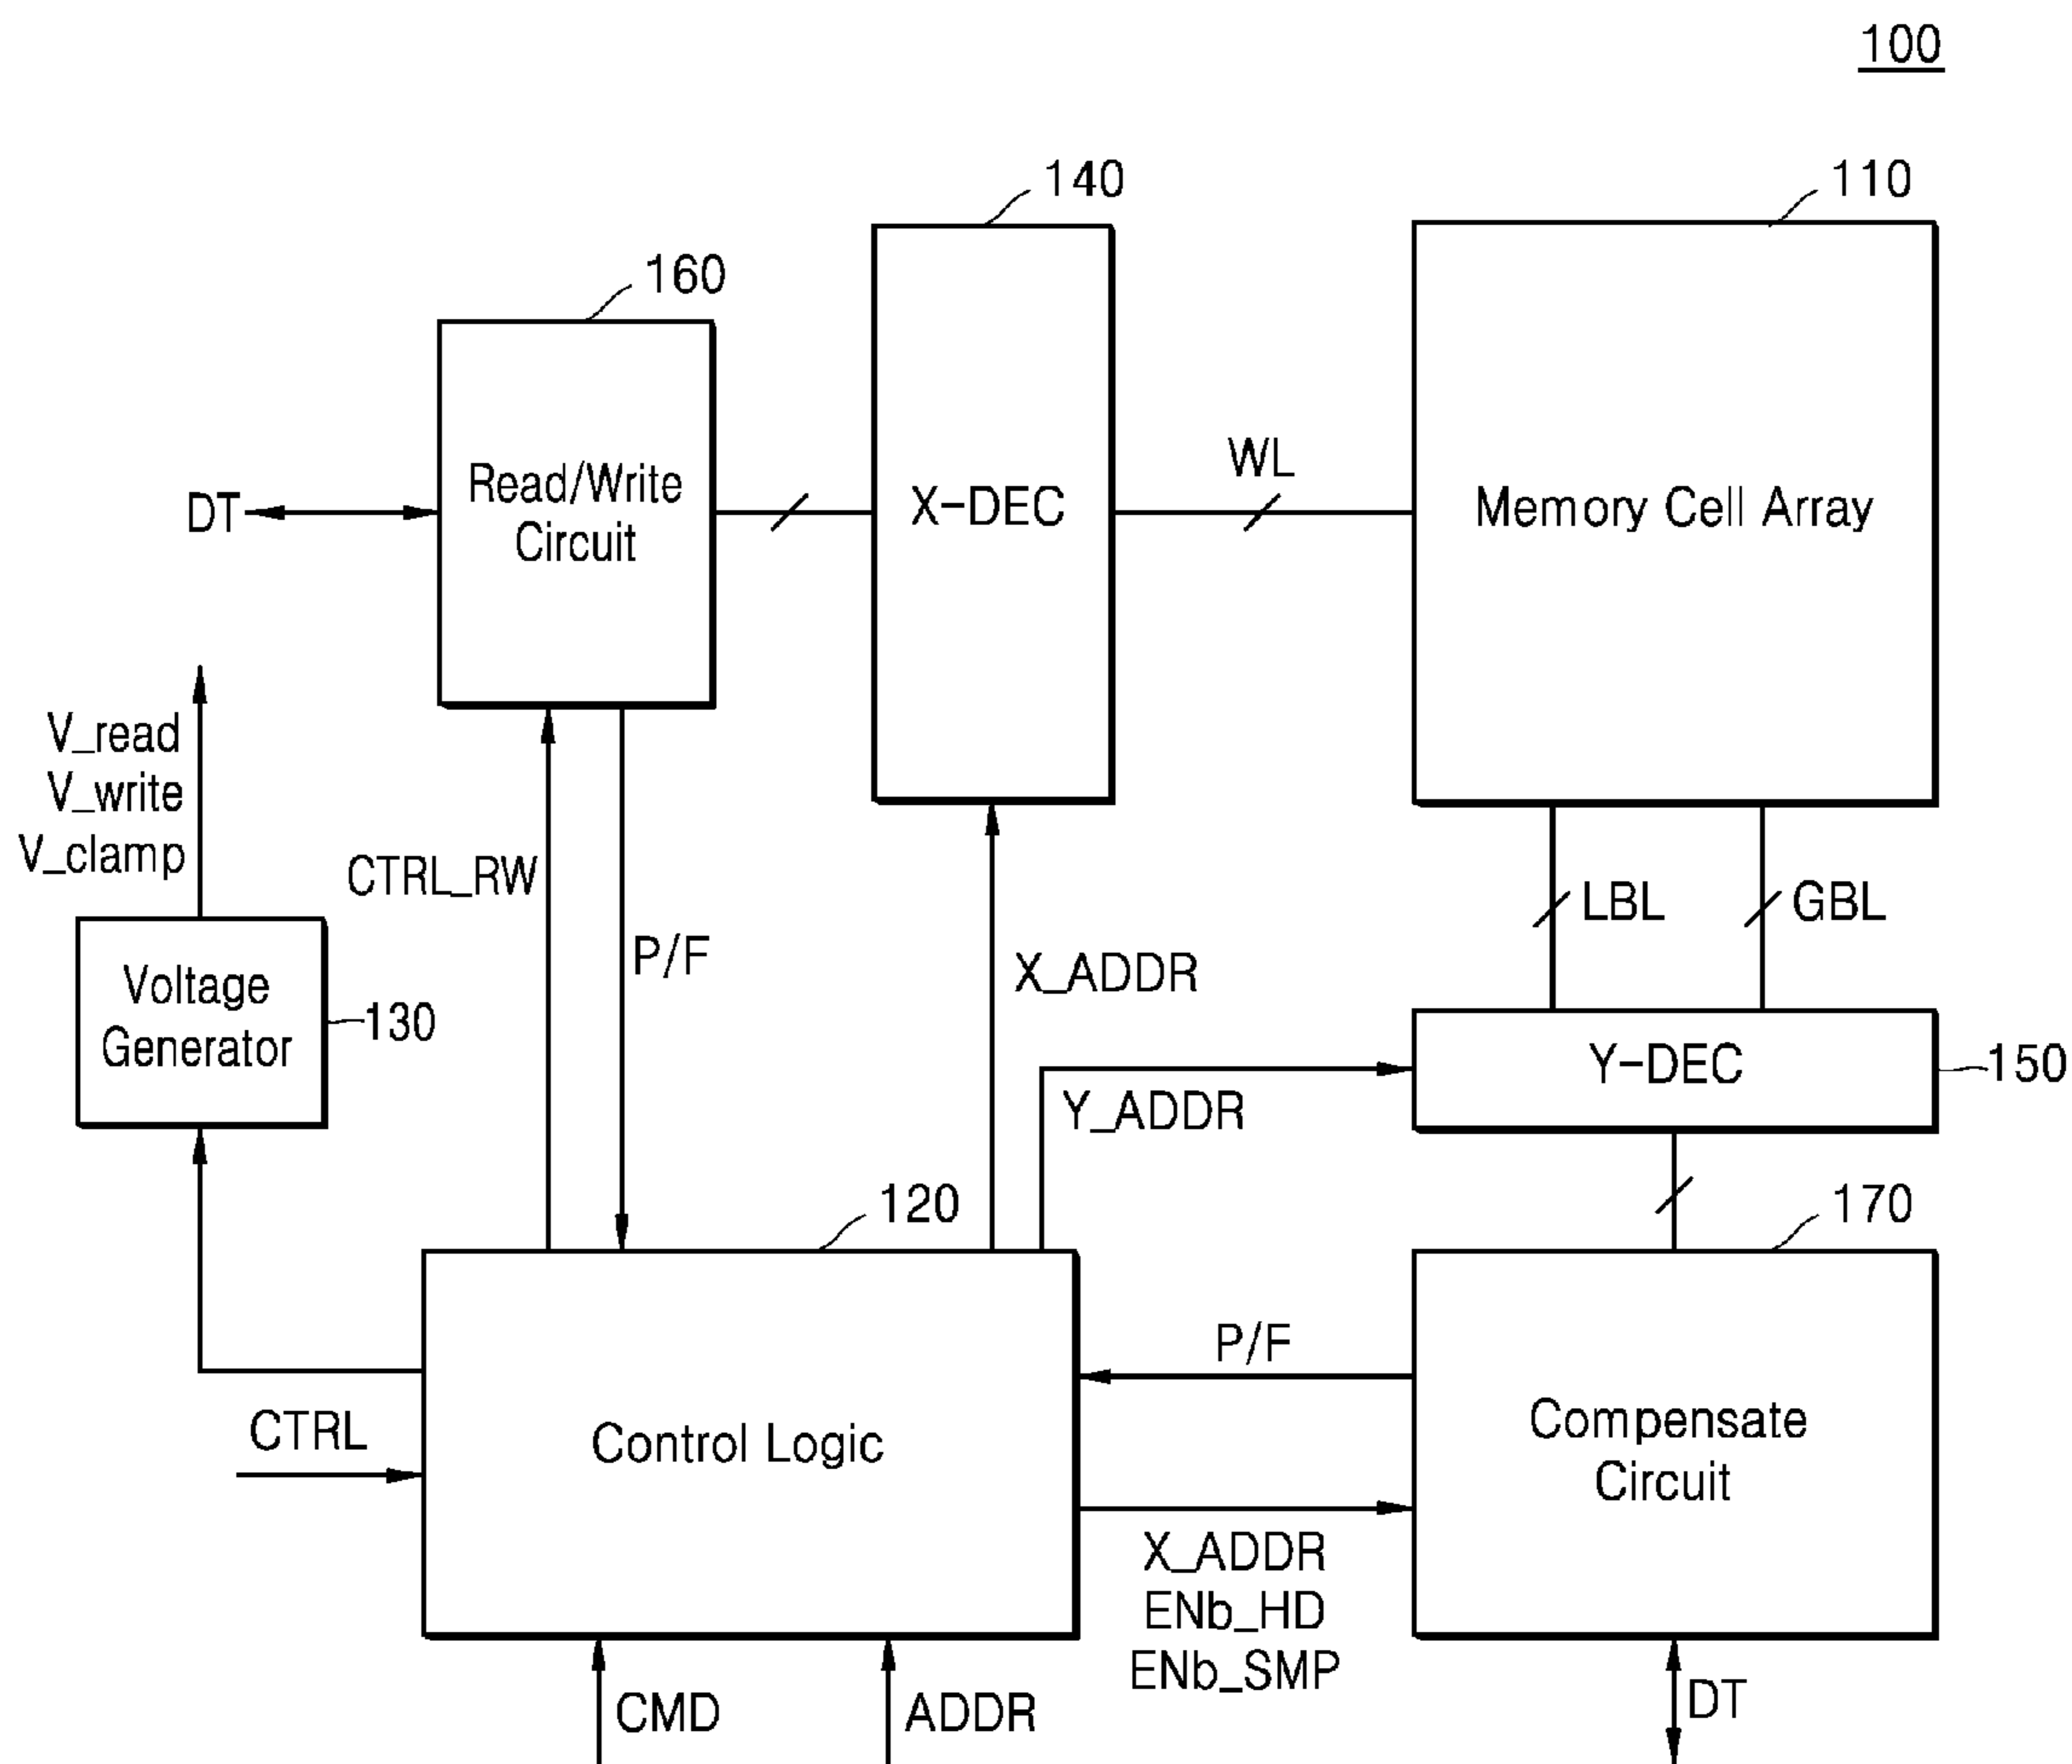 100
140
110
160
WL
Read/Write
Circuit
X-DEC
Memory Cell Array
DT
V_read
V_write
V_clamp
CTRL_RW
P/F
LBL
GBL
X_ADDR
Voltage
Generator
130
Y-DEC
150
Y_ADDR
120
170
P/F
CTRL
Control Logic
Compensate
Circuit
X_ADDR
ENb_HD
ENb_SMP
CMD
ADDR
DT